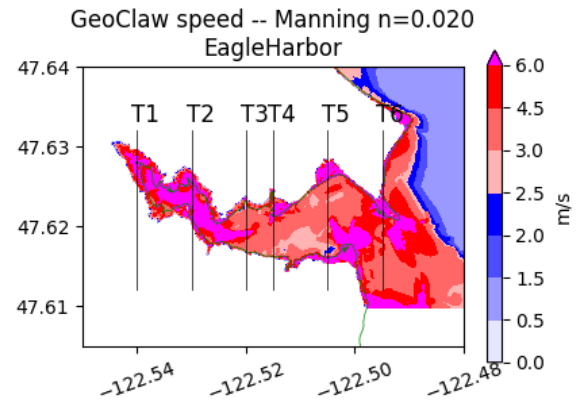 GeoClaw speed -- Manning n=0.020
EagleHarbor
47.64
47.63
47.62
47.61
T1
T2
T3
T4
T5
T6
−122.54
−122.52
−122.50
−122.48
6.0
4.5
3.0
2.5
2.0
1.5
0.5
0.0
m/s